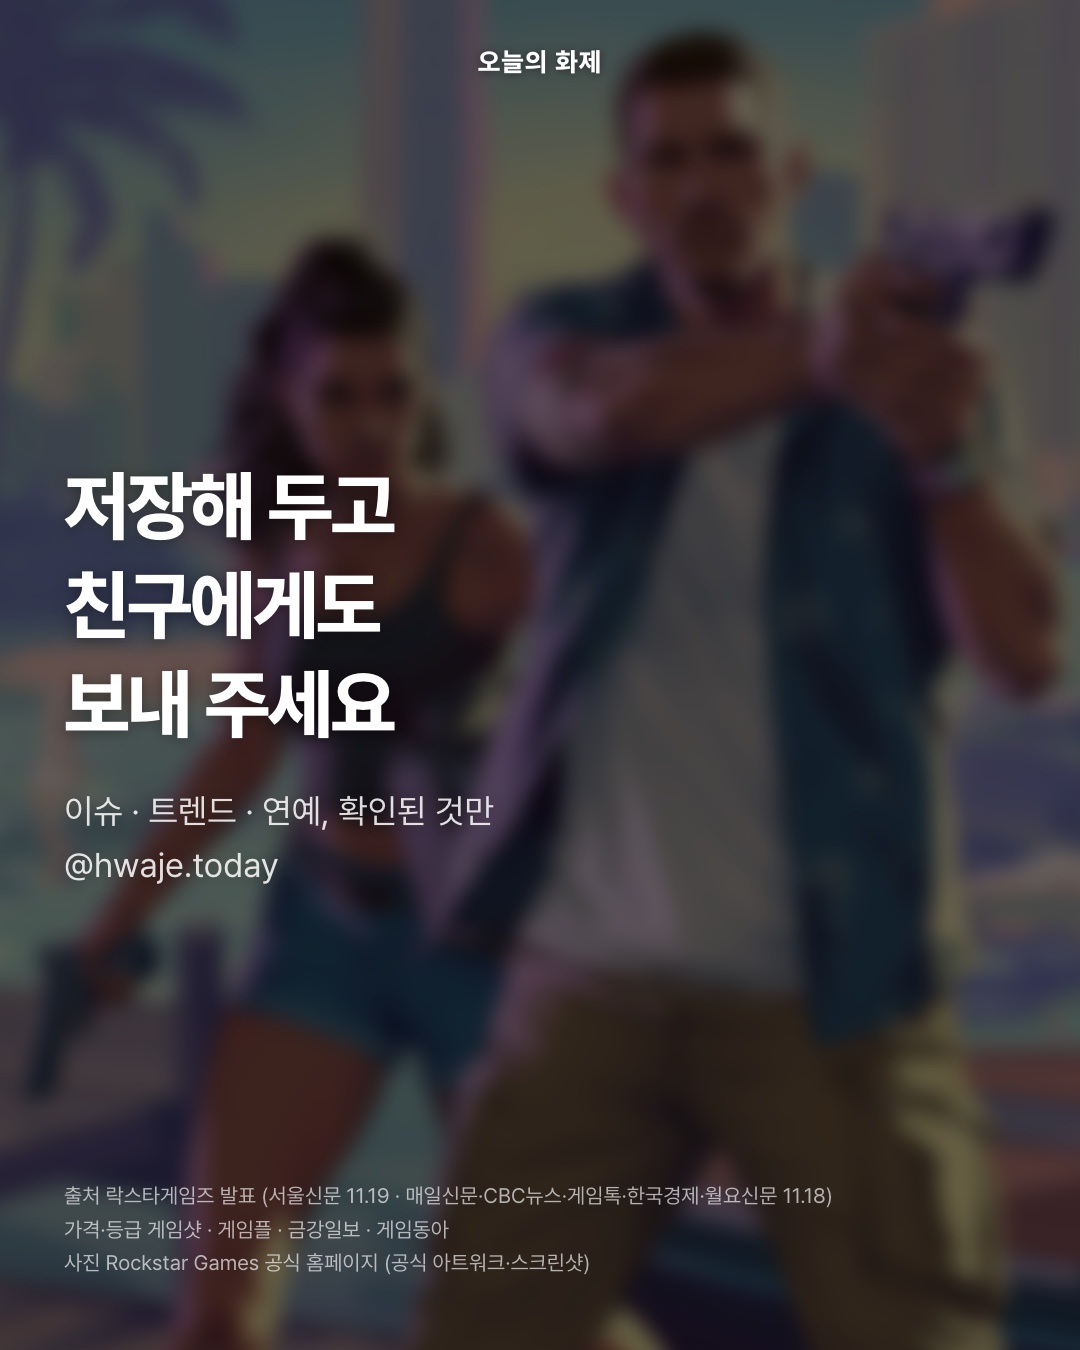 오늘의 화제
저장해 두고
친구에게도
보내 주세요
이슈 · 트렌드 · 연예, 확인된 것만
@hwaje.today
출처 락스타게임즈 발표 (서울신문 11.19 · 매일신문·CBC뉴스·게임톡·한국경제·월요신문 11.18)
가격·등급 게임샷 · 게임플 · 금강일보 · 게임동아
사진 Rockstar Games 공식 홈페이지 (공식 아트워크·스크린샷)